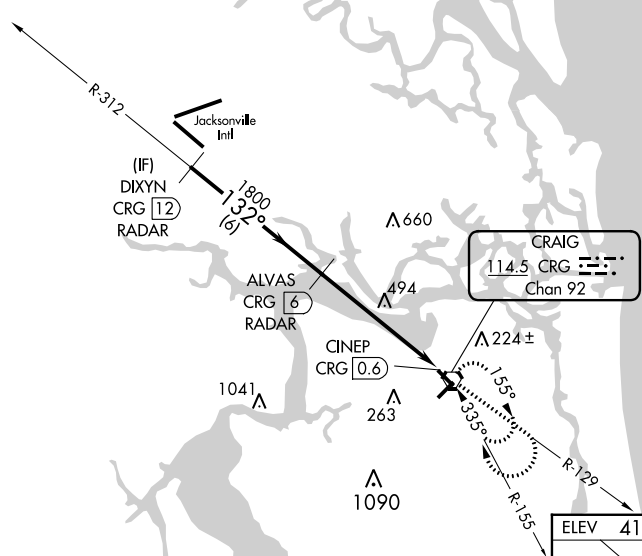 R-312
Jacksonville
Intl
(IF)
DIXYN
CRG 12
RADAR
1800
132°
(6)
660
CRAIG
114.5 CRG
Chan 92
ALVAS
CRG 6
RADAR
494
CINEP
CRG 0.6
224 ±
1041
263
155°
335°
R-129
1090
R-155
ELEV 41